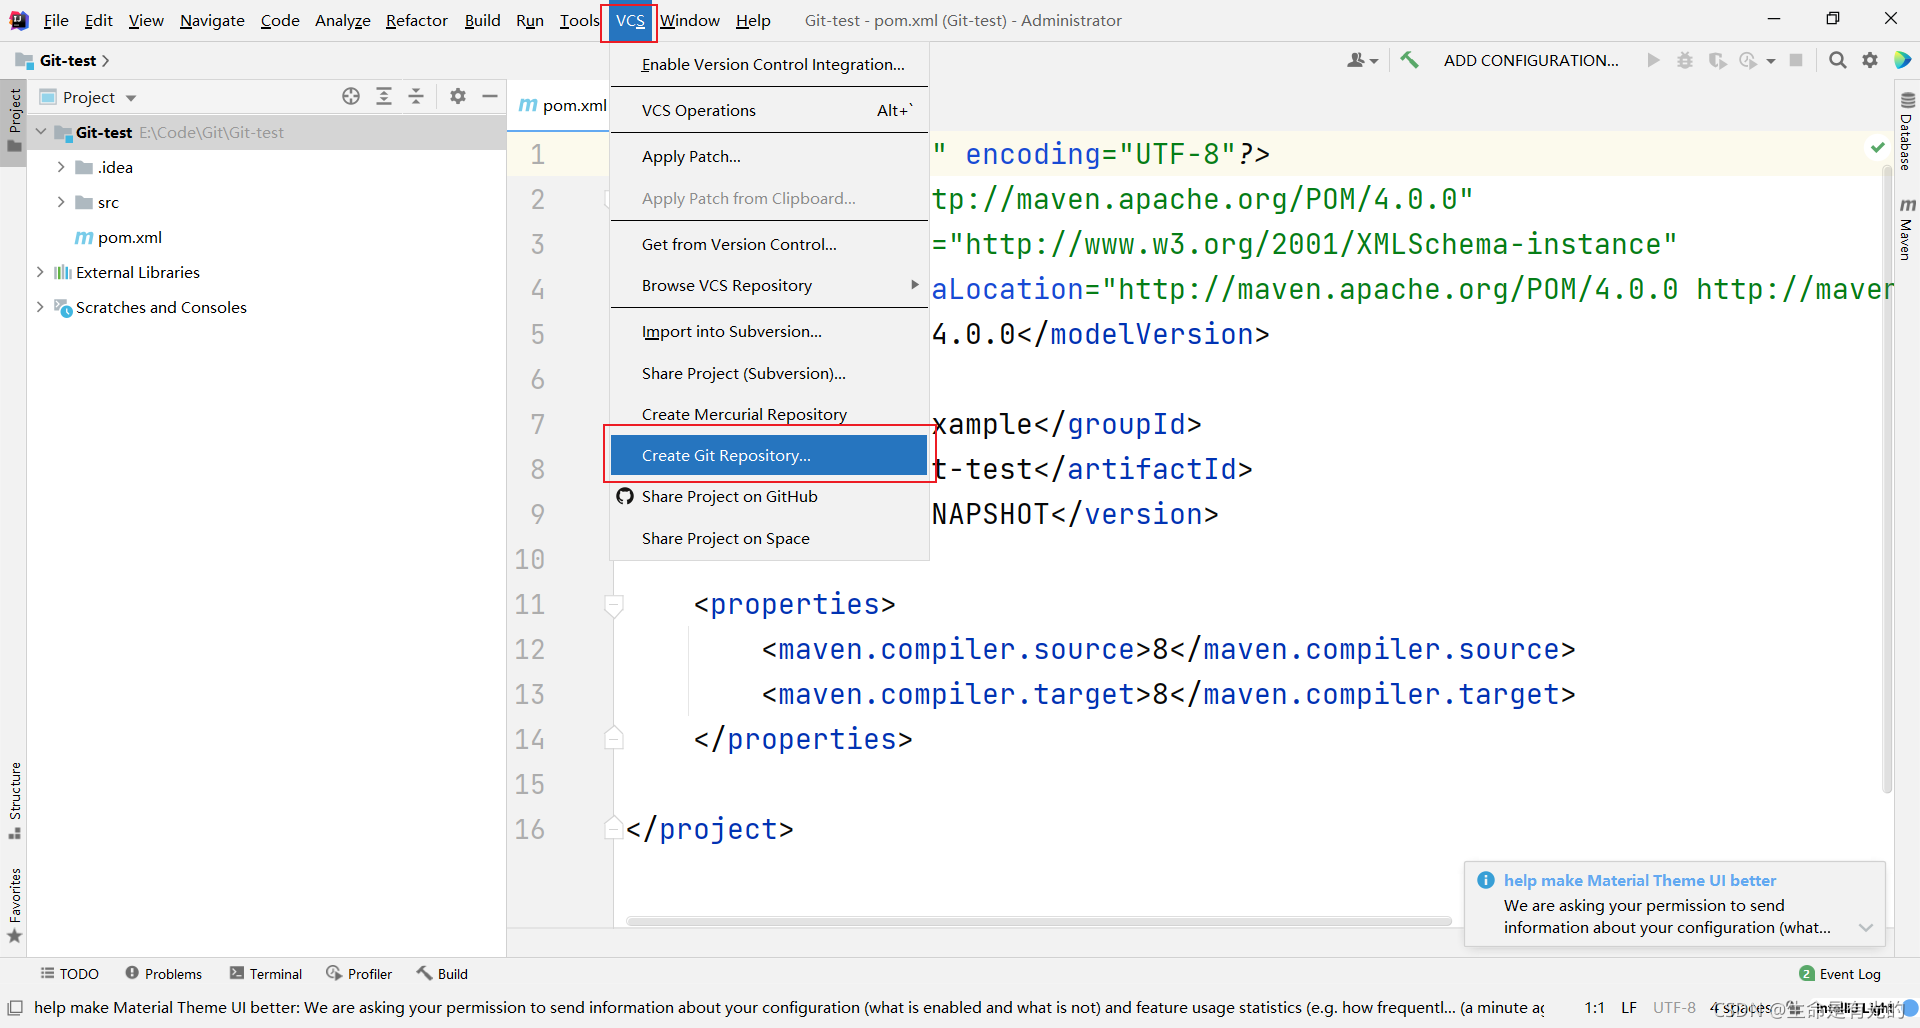 File Edit View Navigate Code Analyze Refactor Build Run Tools VCS Window Help Git-test - pom.xml (Git-test) - Administrator
Git-test
ADD CONFIGURATION...
Project
pom.xml
Project
Git-test E:\Code\Git\Git-test
.idea
src
pom.xml
External Libraries
Scratches and Consoles
Structure
Favorites
Enable Version Control Integration...
VCS Operations Alt+`
Apply Patch...
Apply Patch from Clipboard...
Get from Version Control...
Browse VCS Repository
Import into Subversion...
Share Project (Subversion)...
Create Mercurial Repository
Create Git Repository...
Share Project on GitHub
Share Project on Space
1 " encoding="UTF-8"?>
2 tp://maven.apache.org/POM/4.0.0"
3 ="http://www.w3.org/2001/XMLSchema-instance"
4 aLocation="http://maven.apache.org/POM/4.0.0 http://maven
5 4.0.0</modelVersion>
6
7 xample</groupId>
8 t-test</artifactId>
9 NAPSHOT</version>
10
11 <properties>
12 <maven.compiler.source>8</maven.compiler.source>
13 <maven.compiler.target>8</maven.compiler.target>
14 </properties>
15
16 </project>
Database
Maven
help make Material Theme UI better
We are asking your permission to send
information about your configuration (what...
TODO Problems Terminal Profiler Build 2 Event Log
help make Material Theme UI better: We are asking your permission to send information about your configuration (what is enabled and what is not) and feature usage statistics (e.g. how frequentl... (a minute ag 1:1 LF UTF-8 4 spaces IntelliJ Light
CSDN @生命是有光的